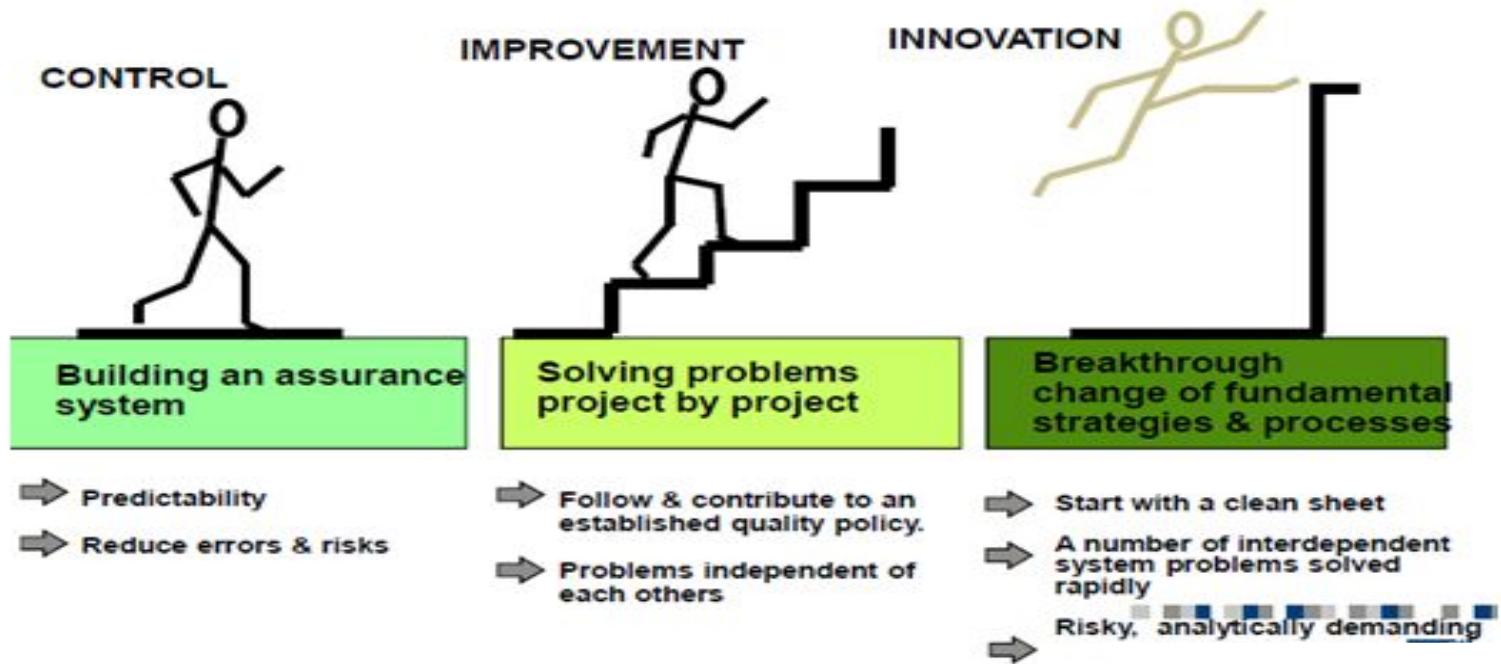 CONTROL
IMPROVEMENT
INNOVATION
Building an assurance
system
Solving problems
project by project
Breakthrough
change of fundamental
strategies & processes
Predictability
Reduce errors & risks
Follow & contribute to an
established quality policy.
Problems independent of
each others
Start with a clean sheet
A number of interdependent
system problems solved
rapidly
Risky, analytically demanding